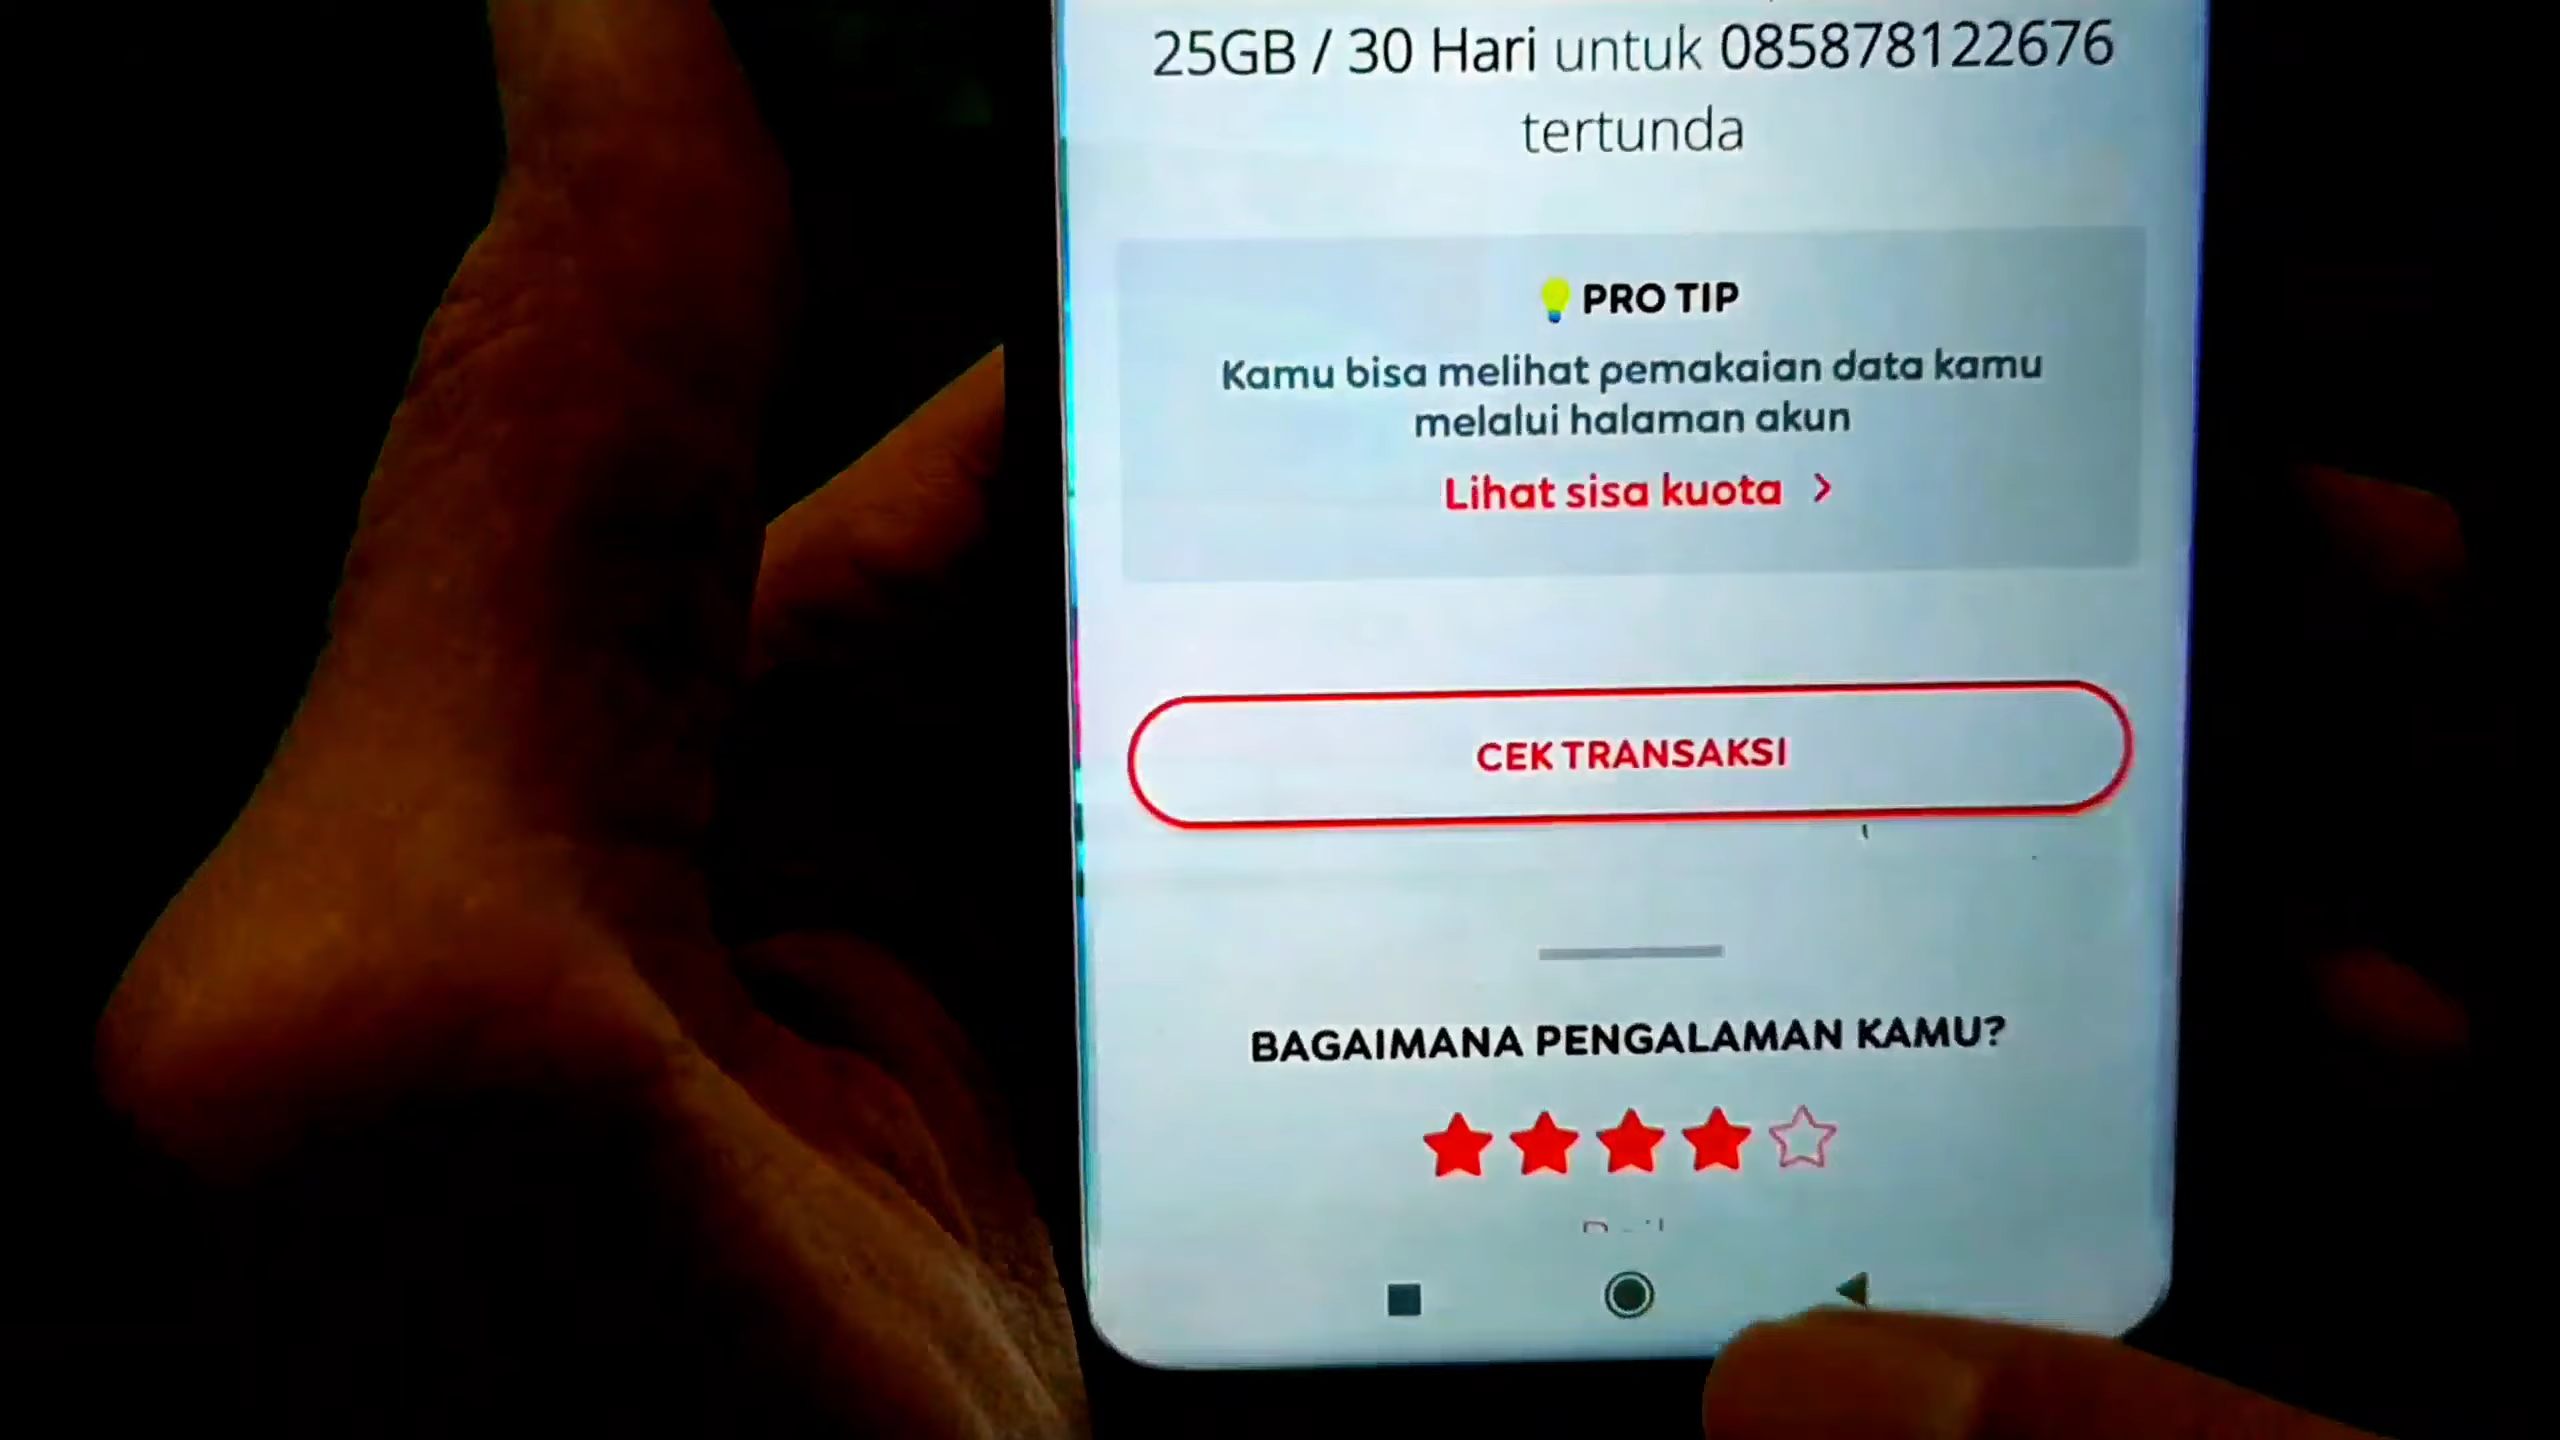 25GB / 30 Hari untuk 085878122676
tertunda
PRO TIP
Kamu bisa melihat pemakaian data kamu
melalui halaman akun
Lihat sisa kuota >
CEK TRANSAKSI
BAGAIMANA PENGALAMAN KAMU?